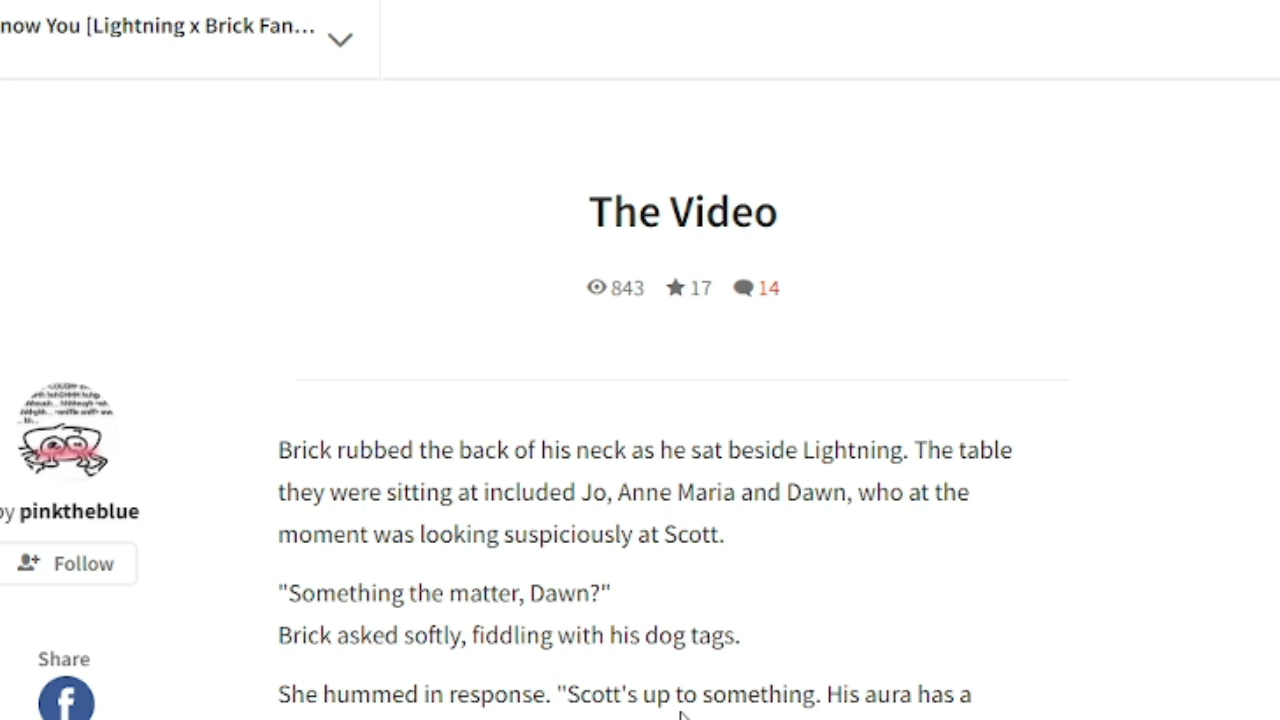 now You [Lightning x Brick Fan...
The Video
843 17 14
by pinktheblue
Follow
Share
Brick rubbed the back of his neck as he sat beside Lightning. The table
they were sitting at included Jo, Anne Maria and Dawn, who at the
moment was looking suspiciously at Scott.
"Something the matter, Dawn?"
Brick asked softly, fiddling with his dog tags.
She hummed in response. "Scott's up to something. His aura has a